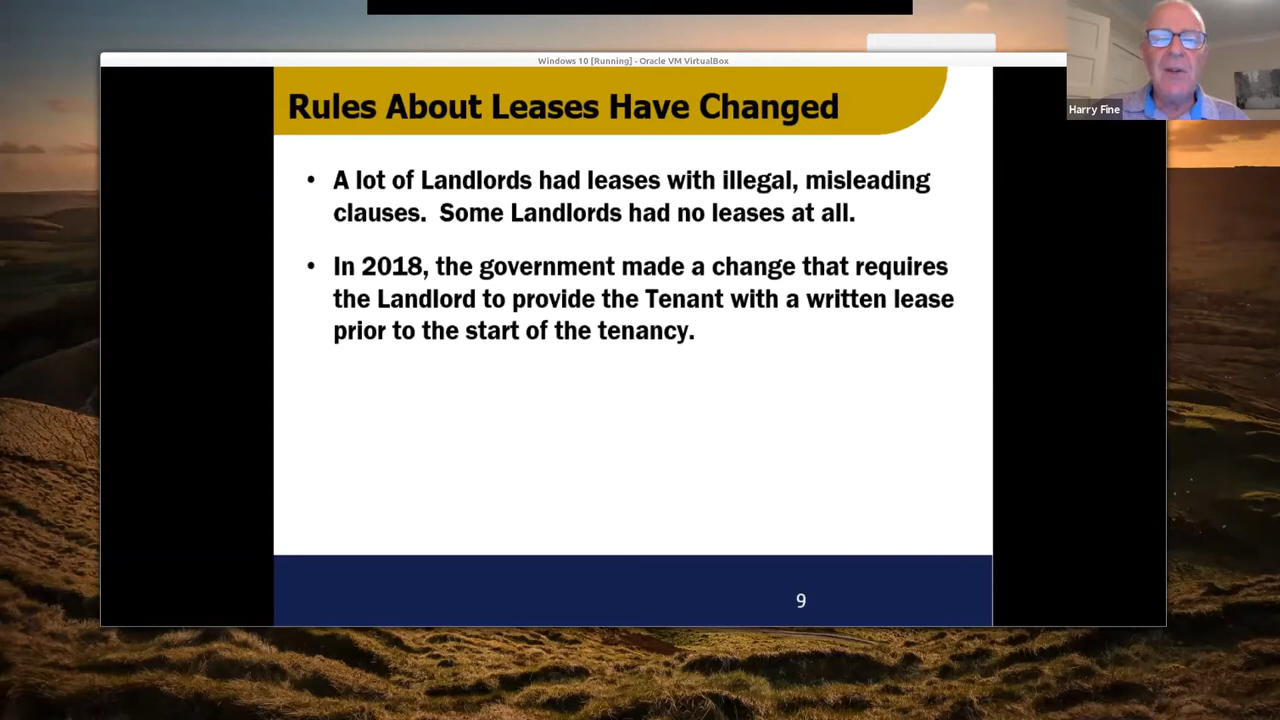 Windows 10 [Running] - Oracle VM VirtualBox
Harry Fine
Rules About Leases Have Changed
• A lot of Landlords had leases with illegal, misleading
clauses.  Some Landlords had no leases at all.
• In 2018, the government made a change that requires
the Landlord to provide the Tenant with a written lease
prior to the start of the tenancy.
9